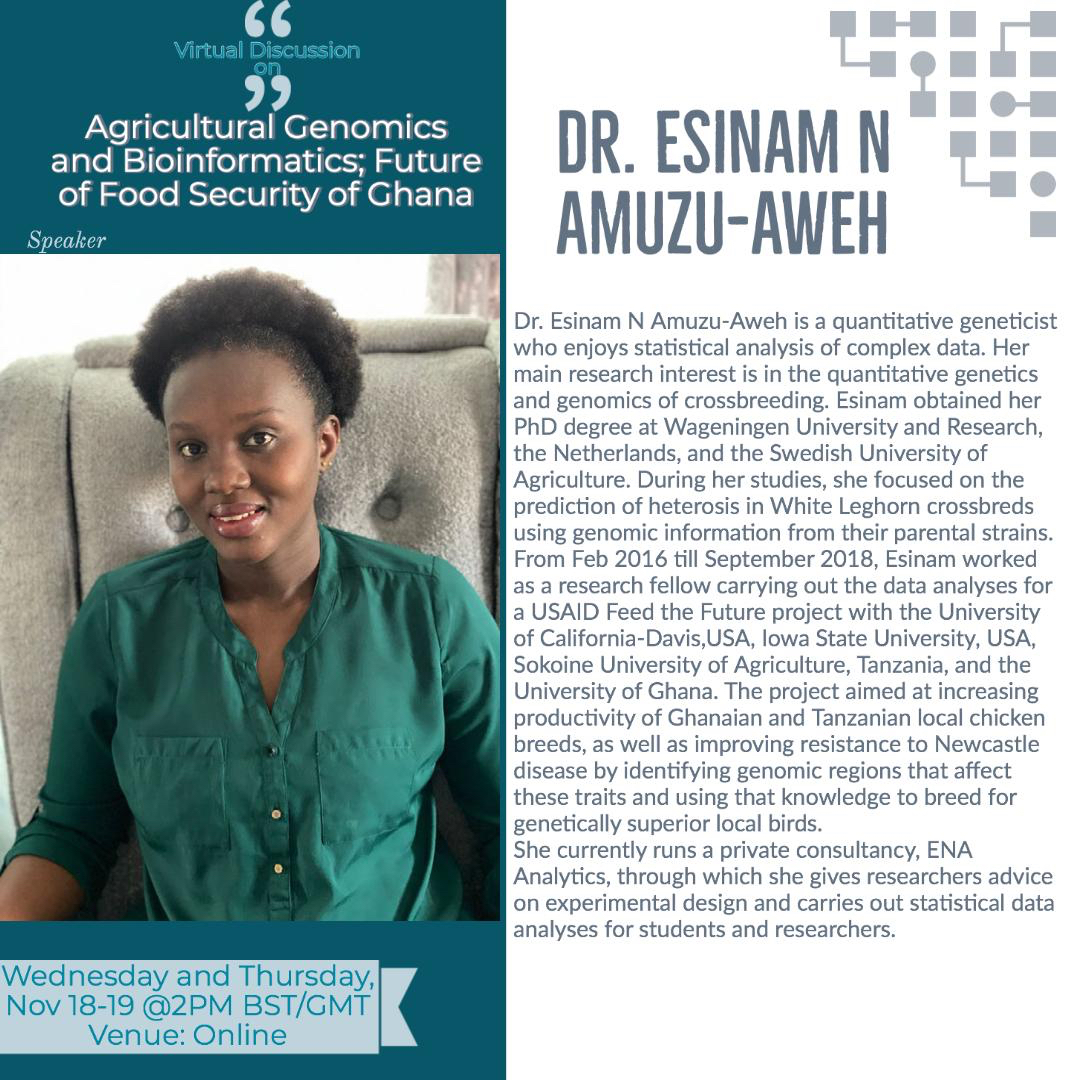 Virtual Discussion
on
Agricultural Genomics
and Bioinformatics; Future
of Food Security of Ghana
Speaker
Wednesday and Thursday,
Nov 18-19 @2PM BST/GMT
Venue: Online
DR. ESINAM N
AMUZU-AWEH
Dr. Esinam N Amuzu-Aweh is a quantitative geneticist
who enjoys statistical analysis of complex data. Her
main research interest is in the quantitative genetics
and genomics of crossbreeding. Esinam obtained her
PhD degree at Wageningen University and Research,
the Netherlands, and the Swedish University of
Agriculture. During her studies, she focused on the
prediction of heterosis in White Leghorn crossbreds
using genomic information from their parental strains.
From Feb 2016 till September 2018, Esinam worked
as a research fellow carrying out the data analyses for
a USAID Feed the Future project with the University
of California-Davis,USA, Iowa State University, USA,
Sokoine University of Agriculture, Tanzania, and the
University of Ghana. The project aimed at increasing
productivity of Ghanaian and Tanzanian local chicken
breeds, as well as improving resistance to Newcastle
disease by identifying genomic regions that affect
these traits and using that knowledge to breed for
genetically superior local birds.
She currently runs a private consultancy, ENA
Analytics, through which she gives researchers advice
on experimental design and carries out statistical data
analyses for students and researchers.